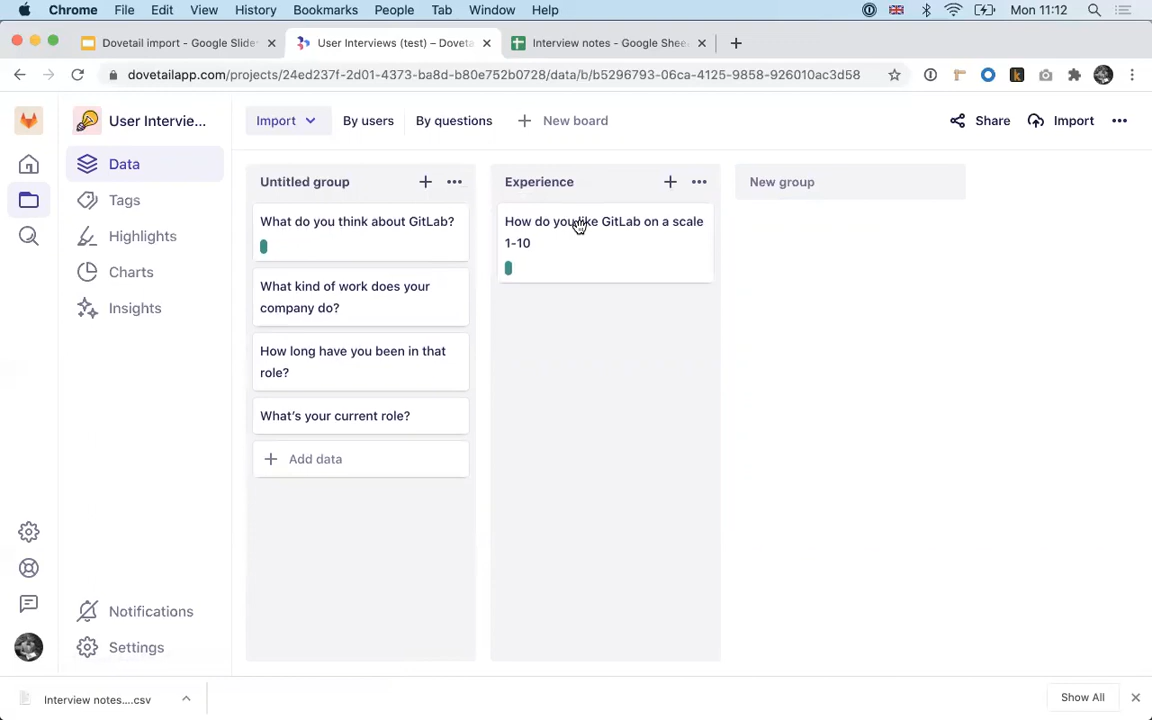 Chrome File Edit View History Bookmarks People Tab Window Help Mon 11:12
Dovetail import - Google Slide
User Interviews (test) – Doveta
Interview notes - Google Shee
dovetailapp.com/projects/24ed237f-2d01-4373-ba8d-b80e752b0728/data/b/b5296793-06ca-4125-9858-926010ac3d58
User Intervie...
Import
By users
By questions
New board
Share
Import
Data
Tags
Highlights
Charts
Insights
Notifications
Settings
Untitled group
What do you think about GitLab?
What kind of work does your
company do?
How long have you been in that
role?
What's your current role?
Add data
Experience
How do you like GitLab on a scale
1-10
New group
Interview notes....csv
Show All